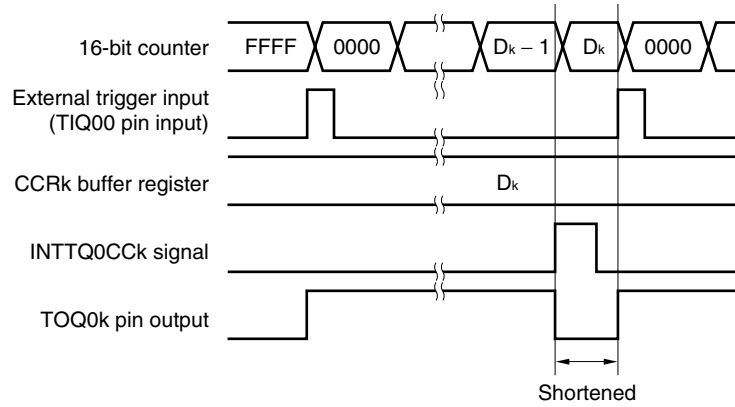 16-bit counter FFFF 0000 Dk − 1 Dk 0000
External trigger input
(TIQ00 pin input)
CCRk buffer register Dk
INTTQ0CCk signal
TOQ0k pin output
Shortened